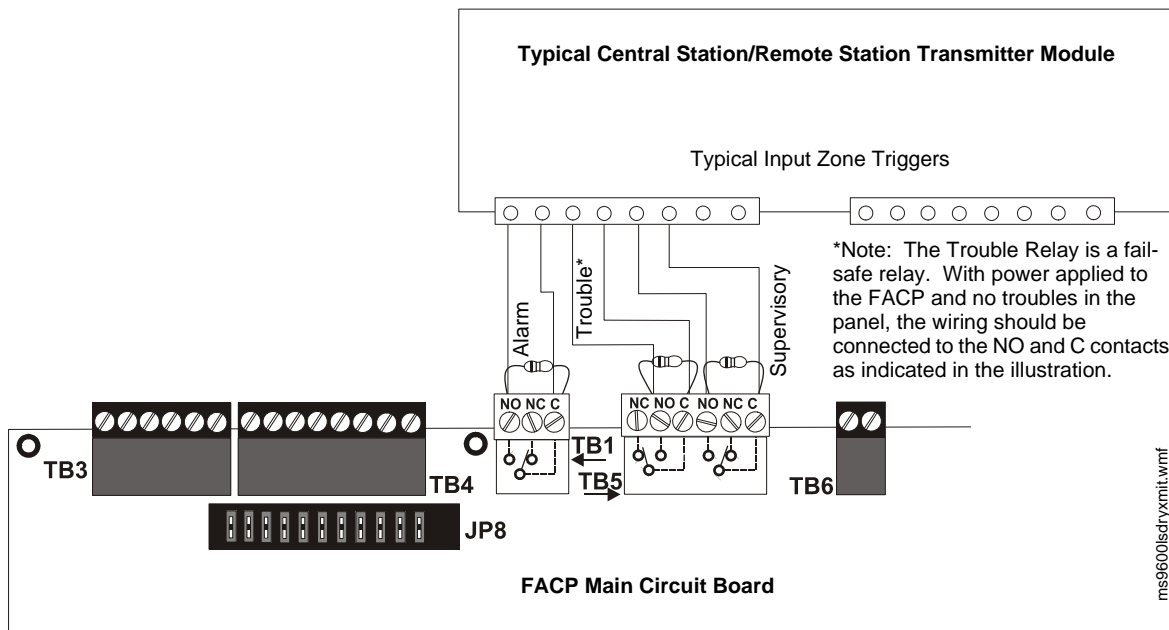 Typical Central Station/Remote Station Transmitter Module
Typical Input Zone Triggers
*Note: The Trouble Relay is a fail-
safe relay. With power applied to
the FACP and no troubles in the
panel, the wiring should be
connected to the NO and C contacts
as indicated in the illustration.
Alarm
Trouble*
Supervisory
NO NC C
NC NO C NO NC C
TB3
TB4
TB1
TB5
TB6
JP8
FACP Main Circuit Board
ms9600lsdryxmit.wmf